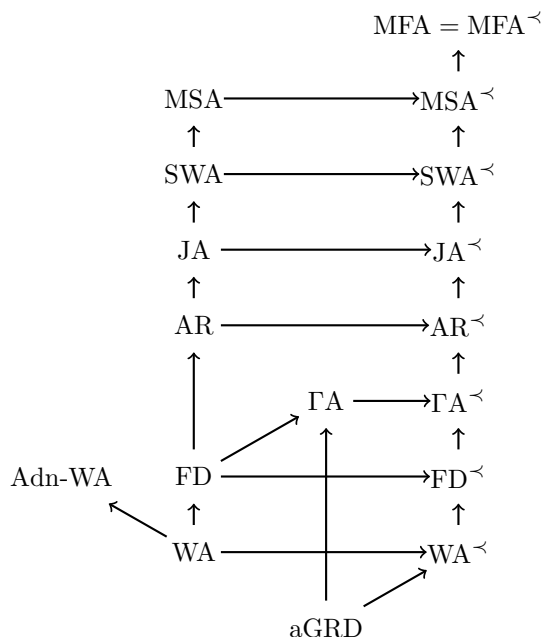 MFA = MFA≺
MSA MSA≺
SWA SWA≺
JA JA≺
AR AR≺
ΓA ΓA≺
Adn-WA FD FD≺
WA WA≺
aGRD